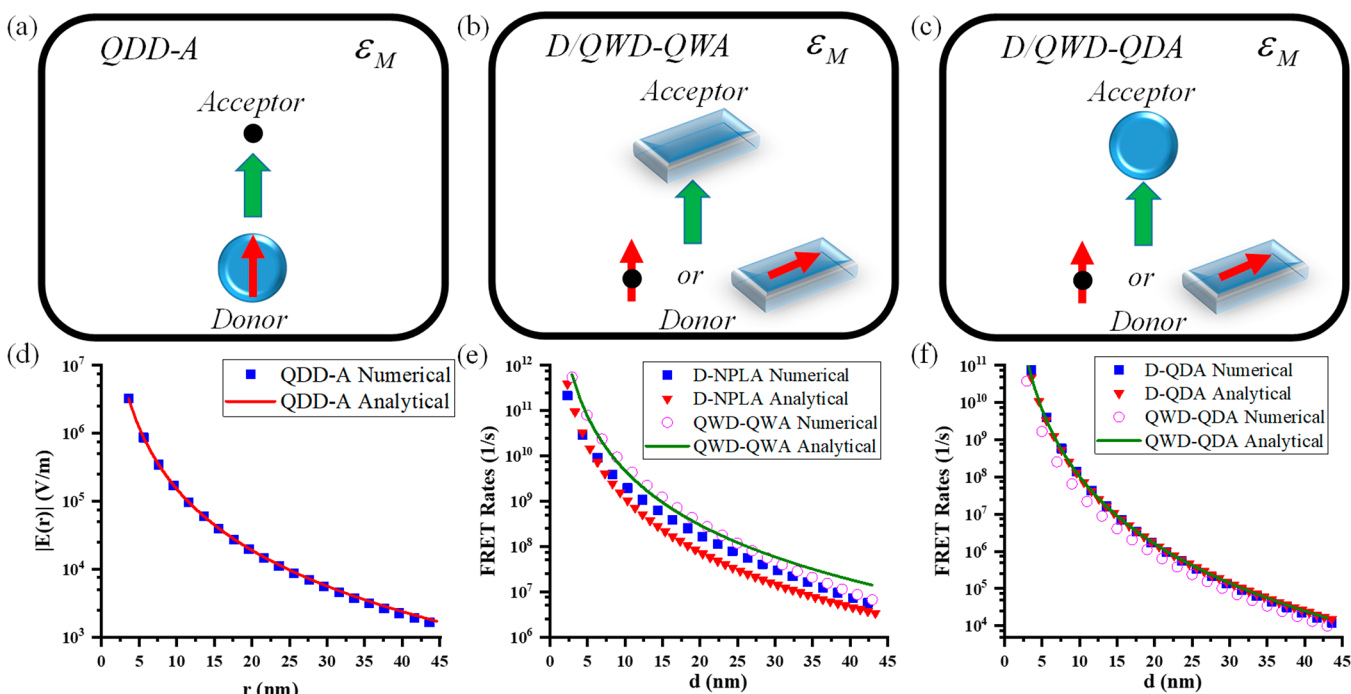 (a)
QDD-A
εM
Acceptor
Donor
(b)
D/QWD-QWA
εM
Acceptor
or
Donor
(c)
D/QWD-QDA
εM
Acceptor
or
Donor
(d)
QDD-A Numerical
QDD-A Analytical
|E(r)| (V/m)
10^7
10^6
10^5
10^4
10^3
0 5 10 15 20 25 30 35 40 45
r (nm)
(e)
D-NPLA Numerical
D-NPLA Analytical
QWD-QWA Numerical
QWD-QWA Analytical
FRET Rates (1/s)
10^12
10^11
10^10
10^9
10^8
10^7
10^6
0 5 10 15 20 25 30 35 40 45
d (nm)
(f)
D-QDA Numerical
D-QDA Analytical
QWD-QDA Numerical
QWD-QDA Analytical
FRET Rates (1/s)
10^11
10^10
10^9
10^8
10^7
10^6
10^5
10^4
0 5 10 15 20 25 30 35 40 45
d (nm)